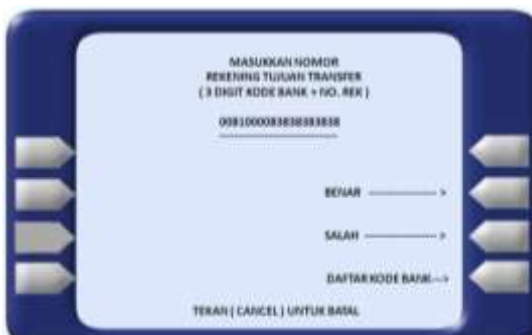 MASUKKAN NOMOR
REKENING TUJUAN TRANSFER
( 3 DIGIT KODE BANK + NO. REK )
0081000083838383838
BENAR ------------------ >
SALAH ------------------ >
DAFTAR KODE BANK--->
TEKAN ( CANCEL ) UNTUK BATAL